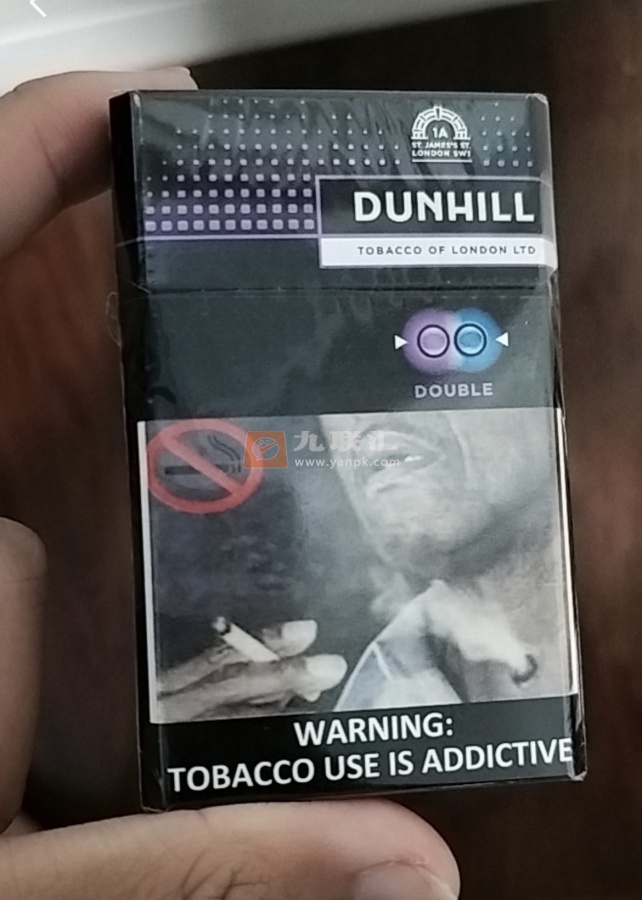 1A
ST. JAMES'S ST.
LONDON SW1
DUNHILL
TOBACCO OF LONDON LTD
DOUBLE
九联汇
www.yanpk.com
WARNING:
TOBACCO USE IS ADDICTIVE